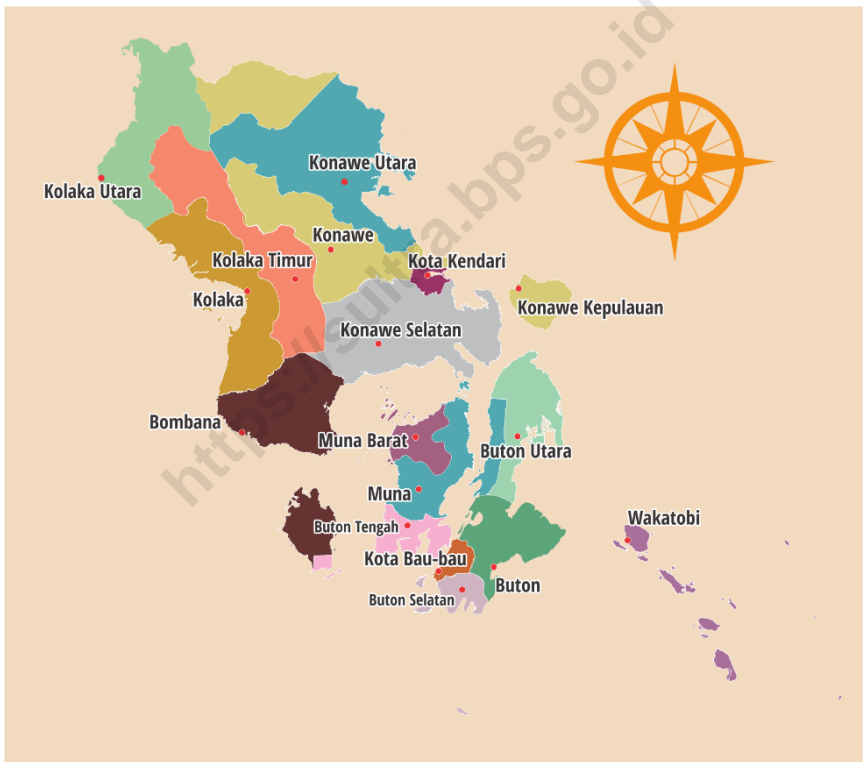 https://sultra.bps.go.id
Konawe Utara
Kolaka Utara
Konawe
Kolaka Timur
Kota Kendari
Kolaka
Konawe Kepulauan
Konawe Selatan
Bombana
Muna Barat
Buton Utara
Muna
Wakatobi
Buton Tengah
Kota Bau-bau
Buton
Buton Selatan